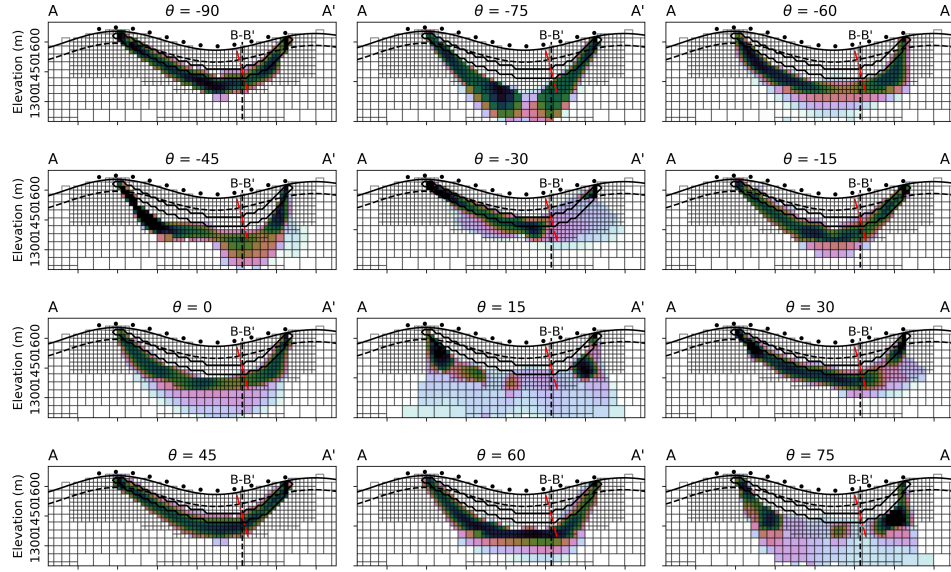 A θ = -90 A' A θ = -75 A' A θ = -60 A'
Elevation (m)
1600
1450
1300
B-B' B-B' B-B'
A θ = -45 A' A θ = -30 A' A θ = -15 A'
Elevation (m)
1600
1450
1300
B-B' B-B' B-B'
A θ = 0 A' A θ = 15 A' A θ = 30 A
Elevation (m)
1600
1450
1300
B-B' B-B' B-B'
A θ = 45 A' A θ = 60 A' A θ = 75 A
Elevation (m)
1600
1450
1300
B-B' B-B' B-B'